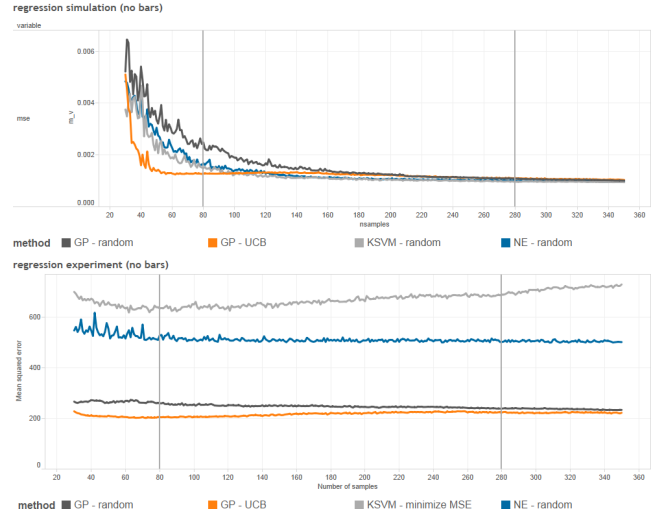 regression simulation (no bars)
variable
mse
m_v
0.006
0.004
0.002
0.000
20 40 60 80 100 120 140 160 180 200 220 240 260 280 300 320 340 360
nsamples
method GP - random GP - UCB KSVM - random NE - random
regression experiment (no bars)
Mean squared error
600
400
200
0
20 40 60 80 100 120 140 160 180 200 220 240 260 280 300 320 340 360
Number of samples
method GP - random GP - UCB KSVM - minimize MSE NE - random